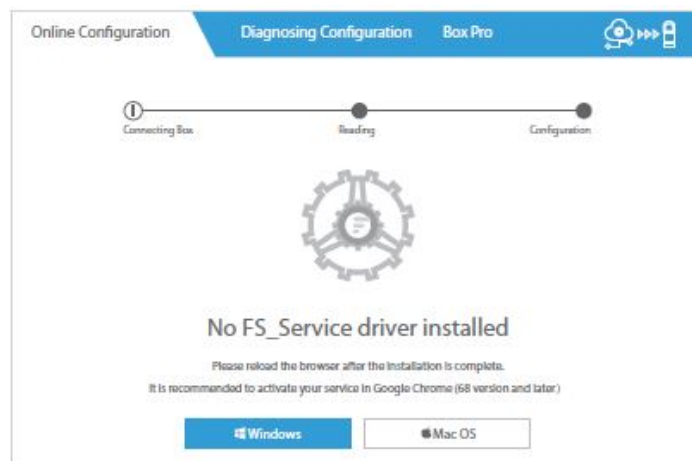 Online Configuration
Diagnosing Configuration
Box Pro
Connecting Box
Reading
Configuration
No FS_Service driver installed
Please reload the browser after the installation is complete.
It is recommended to activate your service in Google Chrome (68 version and later)
Windows
Mac OS